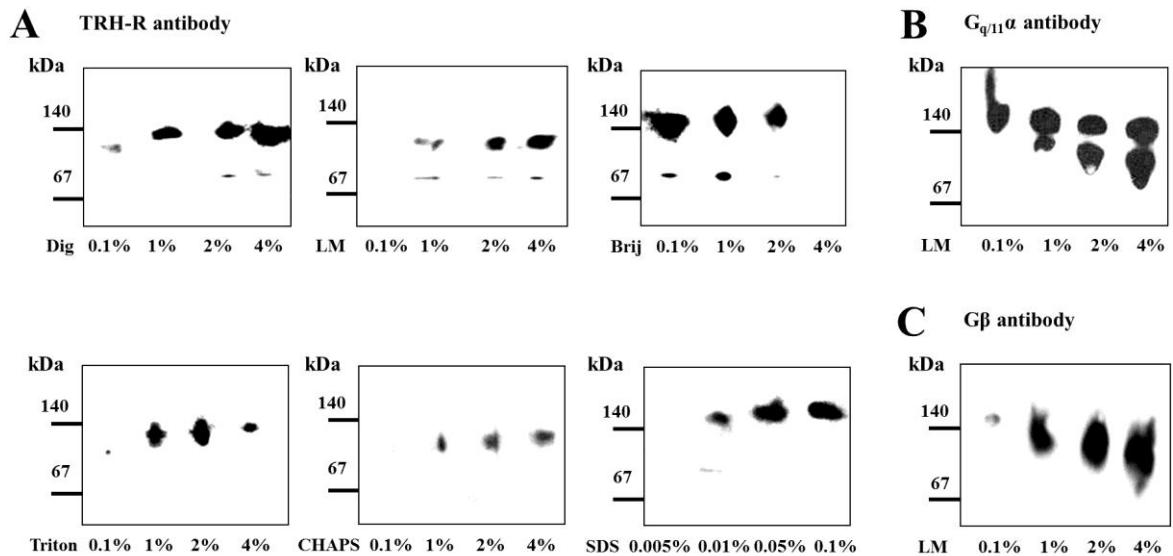 A TRH-R antibody
kDa
140
67
Dig 0.1% 1% 2% 4%
kDa
140
67
LM 0.1% 1% 2% 4%
kDa
140
67
Brij 0.1% 1% 2% 4%
B Gq/11α antibody
kDa
140
67
LM 0.1% 1% 2% 4%
kDa
140
67
Triton 0.1% 1% 2% 4%
kDa
140
67
CHAPS 0.1% 1% 2% 4%
kDa
140
67
SDS 0.005% 0.01% 0.05% 0.1%
C Gβ antibody
kDa
140
67
LM 0.1% 1% 2% 4%